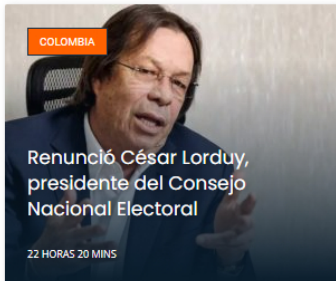 COLOMBIA
Renunció César Lorduy,
presidente del Consejo
Nacional Electoral
22 HORAS 20 MINS